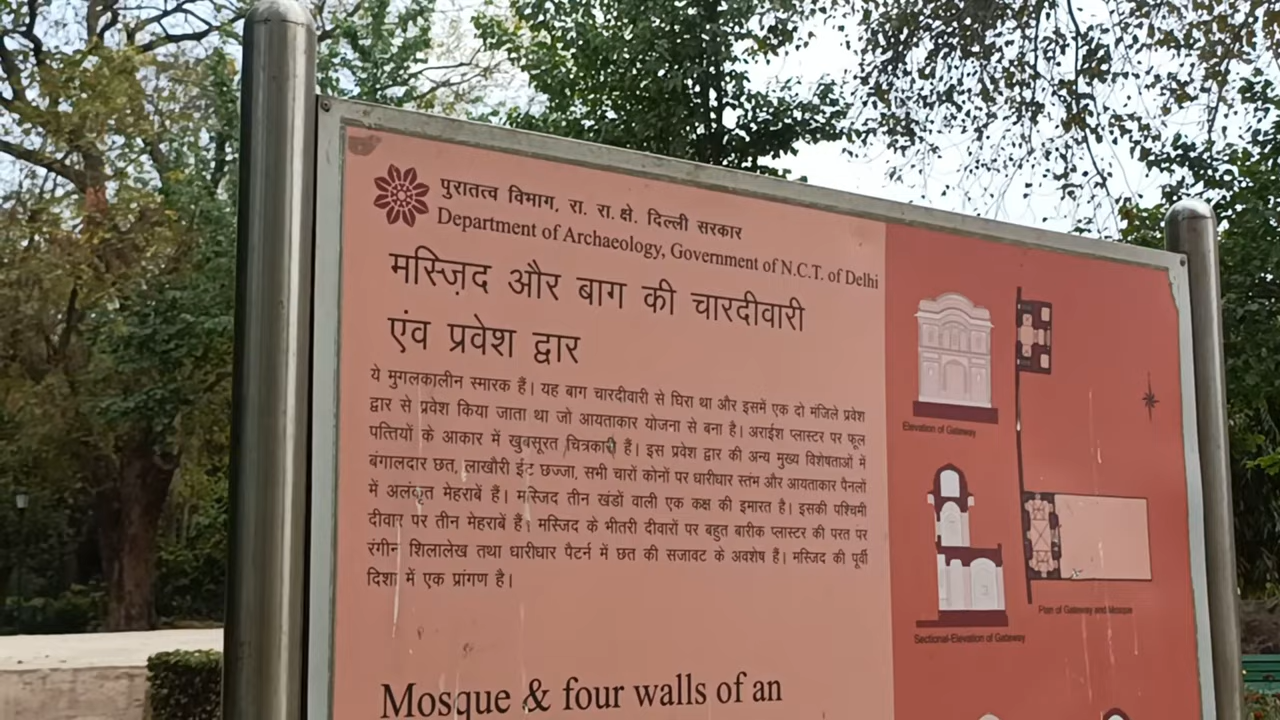 पुरातत्व विभाग, रा. रा. क्षे. दिल्ली सरकार
Department of Archaeology, Government of N.C.T. of Delhi
मस्ज़िद और बाग की चारदीवारी
एंव प्रवेश द्वार
ये मुगलकालीन स्मारक हैं। यह बाग चारदीवारी से घिरा था और इसमें एक दो मंजिले प्रवेश
द्वार से प्रवेश किया जाता था जो आयताकार योजना से बना है। अराईश प्लास्टर पर फूल
पत्तियों के आकार में खुबसूरत चित्रकारी हैं। इस प्रवेश द्वार की अन्य मुख्य विशेषताओं में
बंगालदार छत, लाखौरी ईंट छज्जा, सभी चारों कोनों पर धारीधार स्तंभ और आयताकार पैनलों
में अलंकृत मेहराबें हैं। मस्जिद तीन खंडों वाली एक कक्ष की इमारत है। इसकी पश्चिमी
दीवार पर तीन मेहराबें हैं। मस्जिद के भीतरी दीवारों पर बहुत बारीक प्लास्टर की परत पर
रंगीन शिलालेख तथा धारीधार पैटर्न में छत की सजावट के अवशेष हैं। मस्जिद की पूर्वी
दिशा में एक प्रांगण है।
Mosque & four walls of an
Elevation of Gateway
Plan of Gateway and Mosque
Sectional-Elevation of Gateway